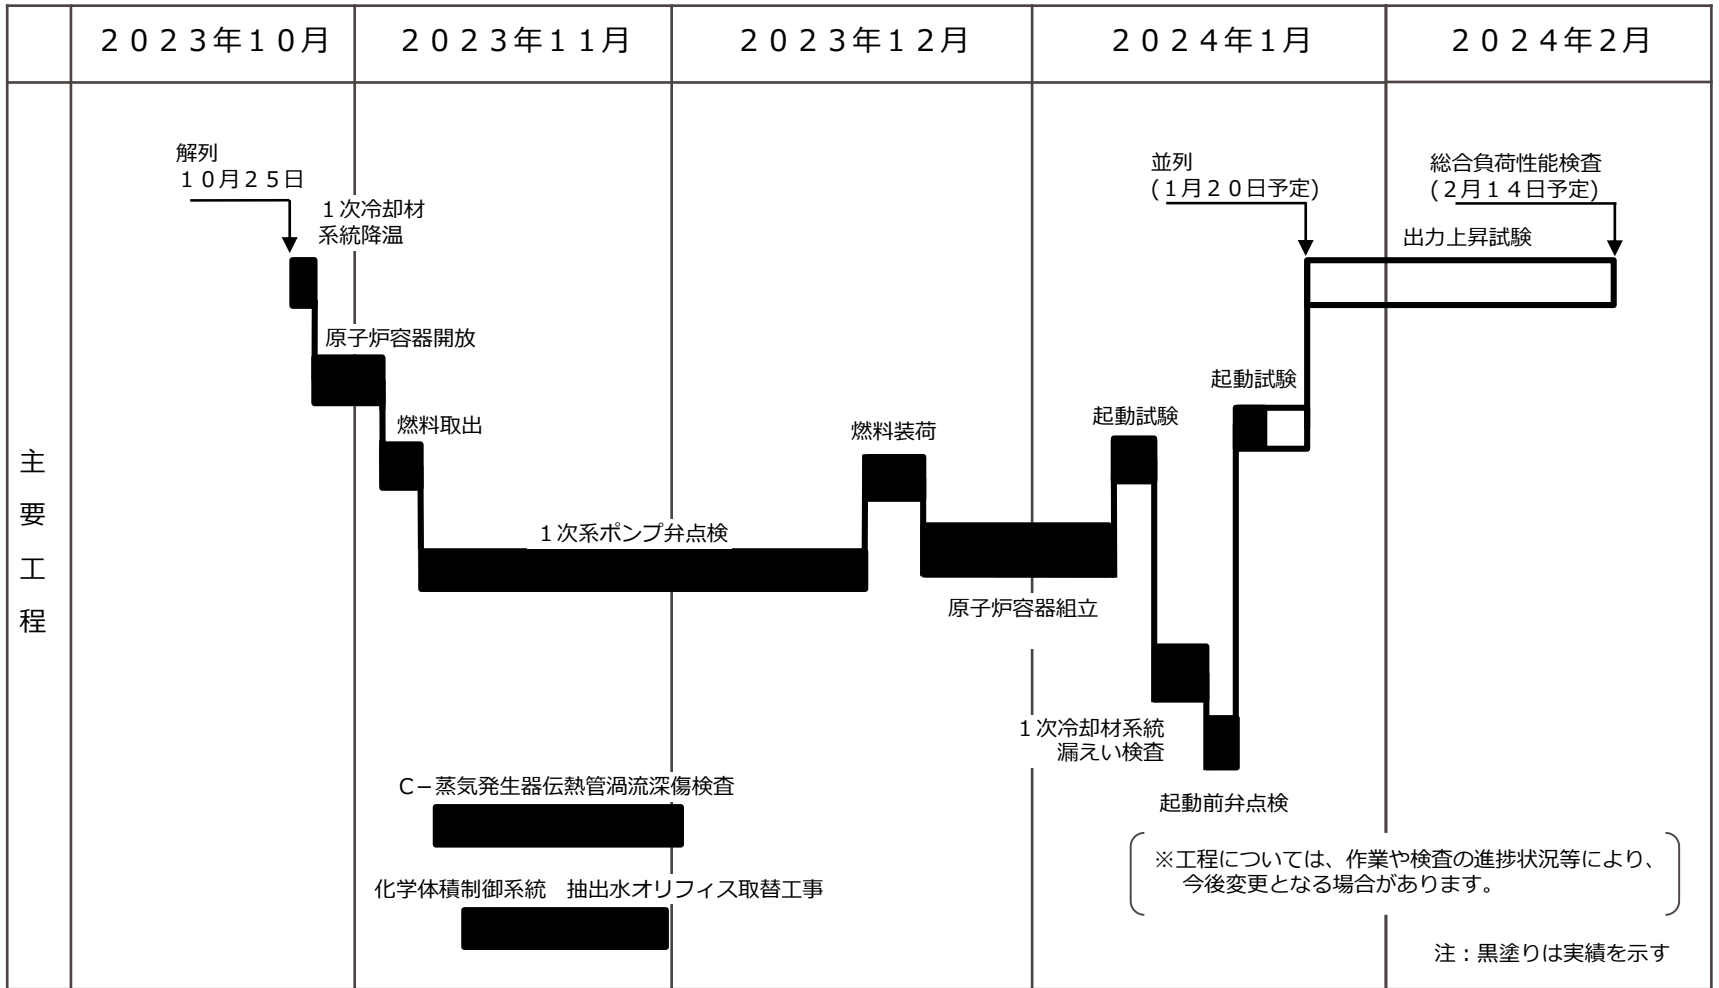 ２０２3年１０月
２０２3年１１月
２０２3年１２月
２０２４年１月
２０２４年２月
主要工程
解列
１０月２５日
１次冷却材
系統降温
原子炉容器開放
燃料取出
１次系ポンプ弁点検
燃料装荷
原子炉容器組立
起動試験
１次冷却材系統
漏えい検査
起動前弁点検
起動試験
並列
(１月２０日予定)
総合負荷性能検査
(２月１４日予定)
出力上昇試験
C－蒸気発生器伝熱管渦流深傷検査
化学体積制御系統　抽出水オリフィス取替工事
※工程については、作業や検査の進捗状況等により、
今後変更となる場合があります。
注：黒塗りは実績を示す